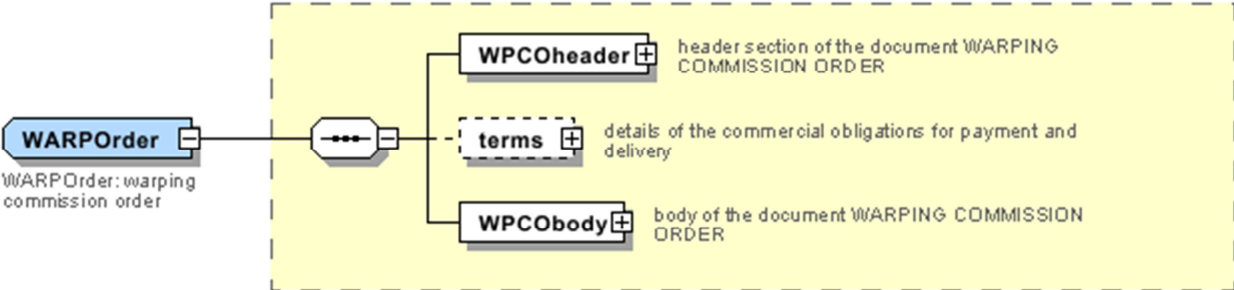 WPCOheader
header section of the document WARPING
COMMISSION ORDER
WARPOrder
WARPOrder: warping
commission order
terms
details of the commercial obligations for payment and
delivery
WPCObody
body of the document WARPING COMMISSION
ORDER